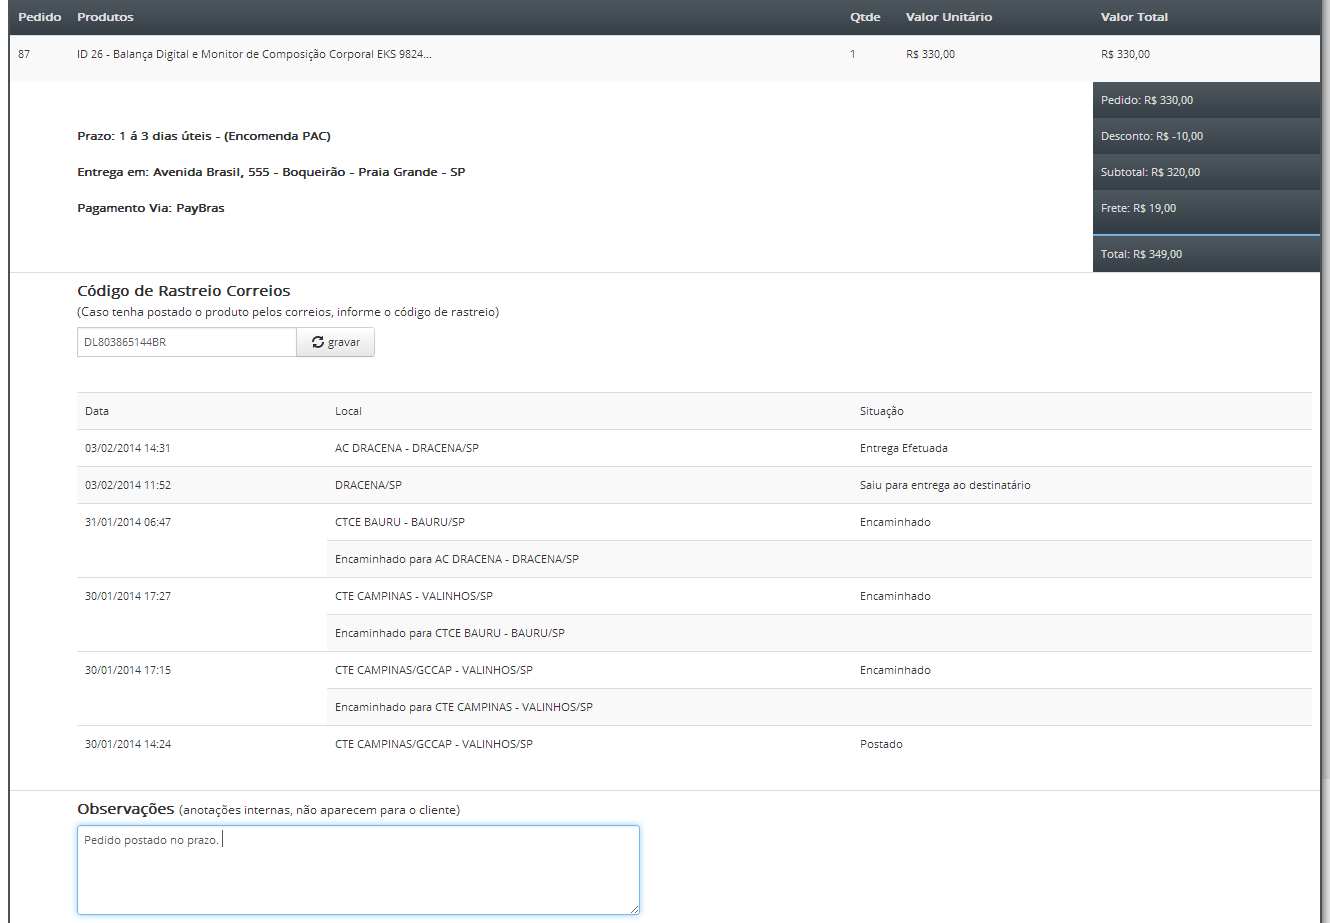 Pedido Produtos Qtde Valor Unitário Valor Total
87 ID 26 - Balança Digital e Monitor de Composição Corporal EKS 9824... 1 R$ 330,00 R$ 330,00
Pedido: R$ 330,00
Prazo: 1 á 3 dias úteis - (Encomenda PAC) Desconto: R$ -10,00
Entrega em: Avenida Brasil, 555 - Boqueirão - Praia Grande - SP Subtotal: R$ 320,00
Pagamento Via: PayBras Frete: R$ 19,00
Total: R$ 349,00
Código de Rastreio Correios
(Caso tenha postado o produto pelos correios, informe o código de rastreio)
DL803865144BR gravar
Data Local Situação
03/02/2014 14:31 AC DRACENA - DRACENA/SP Entrega Efetuada
03/02/2014 11:52 DRACENA/SP Saiu para entrega ao destinatário
31/01/2014 06:47 CTCE BAURU - BAURU/SP Encaminhado
Encaminhado para AC DRACENA - DRACENA/SP
30/01/2014 17:27 CTE CAMPINAS - VALINHOS/SP Encaminhado
Encaminhado para CTCE BAURU - BAURU/SP
30/01/2014 17:15 CTE CAMPINAS/GCCAP - VALINHOS/SP Encaminhado
Encaminhado para CTE CAMPINAS - VALINHOS/SP
30/01/2014 14:24 CTE CAMPINAS/GCCAP - VALINHOS/SP Postado
Observações (anotações internas, não aparecem para o cliente)
Pedido postado no prazo.